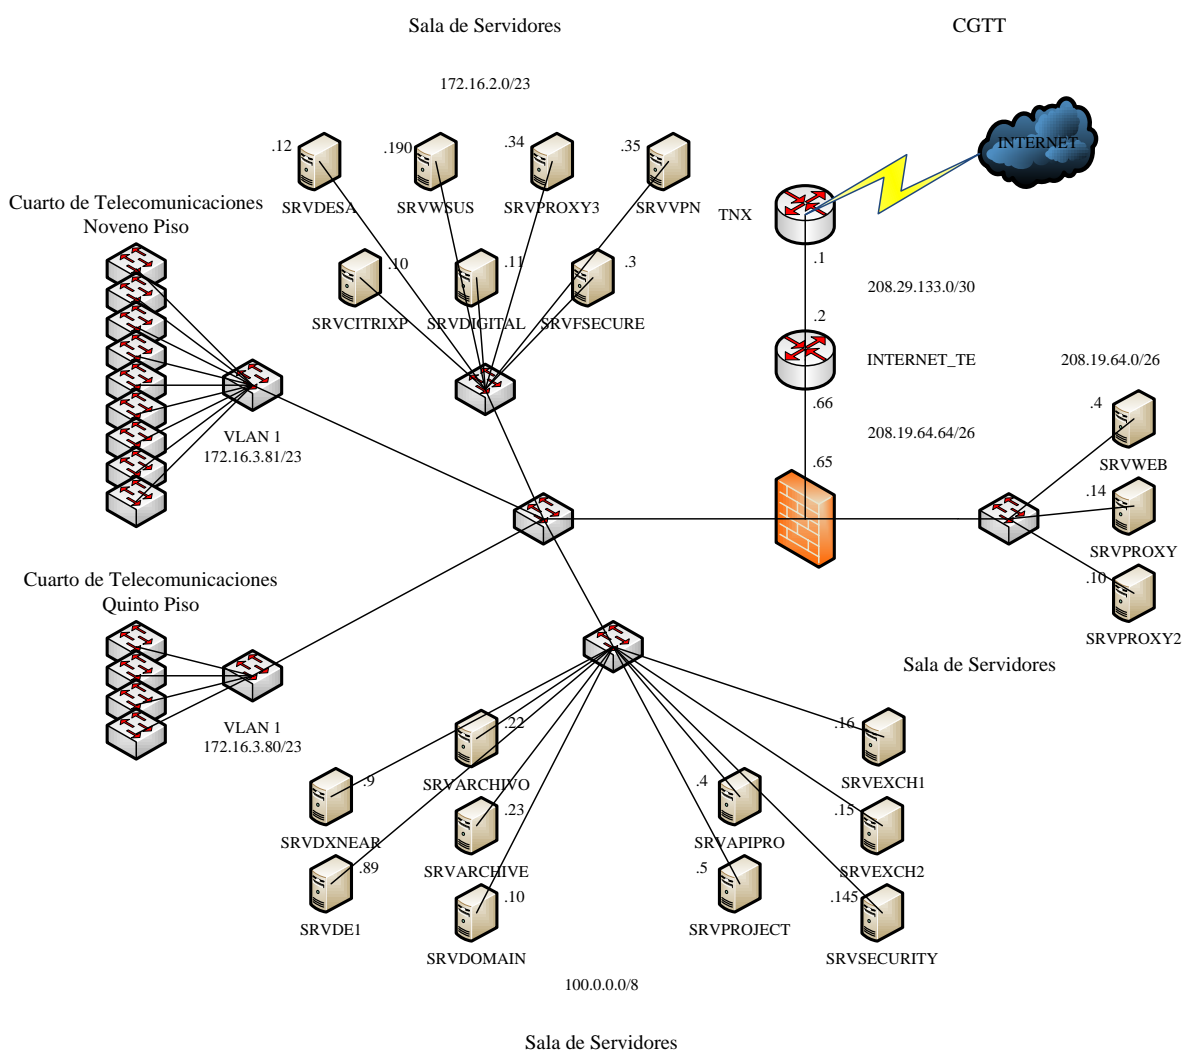 Sala de Servidores
CGTT
172.16.2.0/23
INTERNET
.12
.190
.34
.35
SRVDESA
SRVWSUS
SRVPROXY3
SRVVPN
TNX
Cuarto de Telecomunicaciones
Noveno Piso
.10
.11
.3
.1
SRVCITRIXP
SRVDIGITAL
SRVFSECURE
208.29.133.0/30
.2
INTERNET_TE
208.19.64.0/26
.66
.4
208.19.64.64/26
VLAN 1
172.16.3.81/23
.65
SRVWEB
.14
SRVPROXY
.10
SRVPROXY2
Cuarto de Telecomunicaciones
Quinto Piso
Sala de Servidores
VLAN 1
172.16.3.80/23
.22
.16
SRVARCHIVO
SRVEXCH1
.9
.4
SRVDXNEAR
.23
SRVAPIPRO
.15
.89
SRVARCHIVE
.5
SRVEXCH2
SRVDE1
.10
SRVPROJECT
.145
SRVDOMAIN
SRVSECURITY
100.0.0.0/8
Sala de Servidores